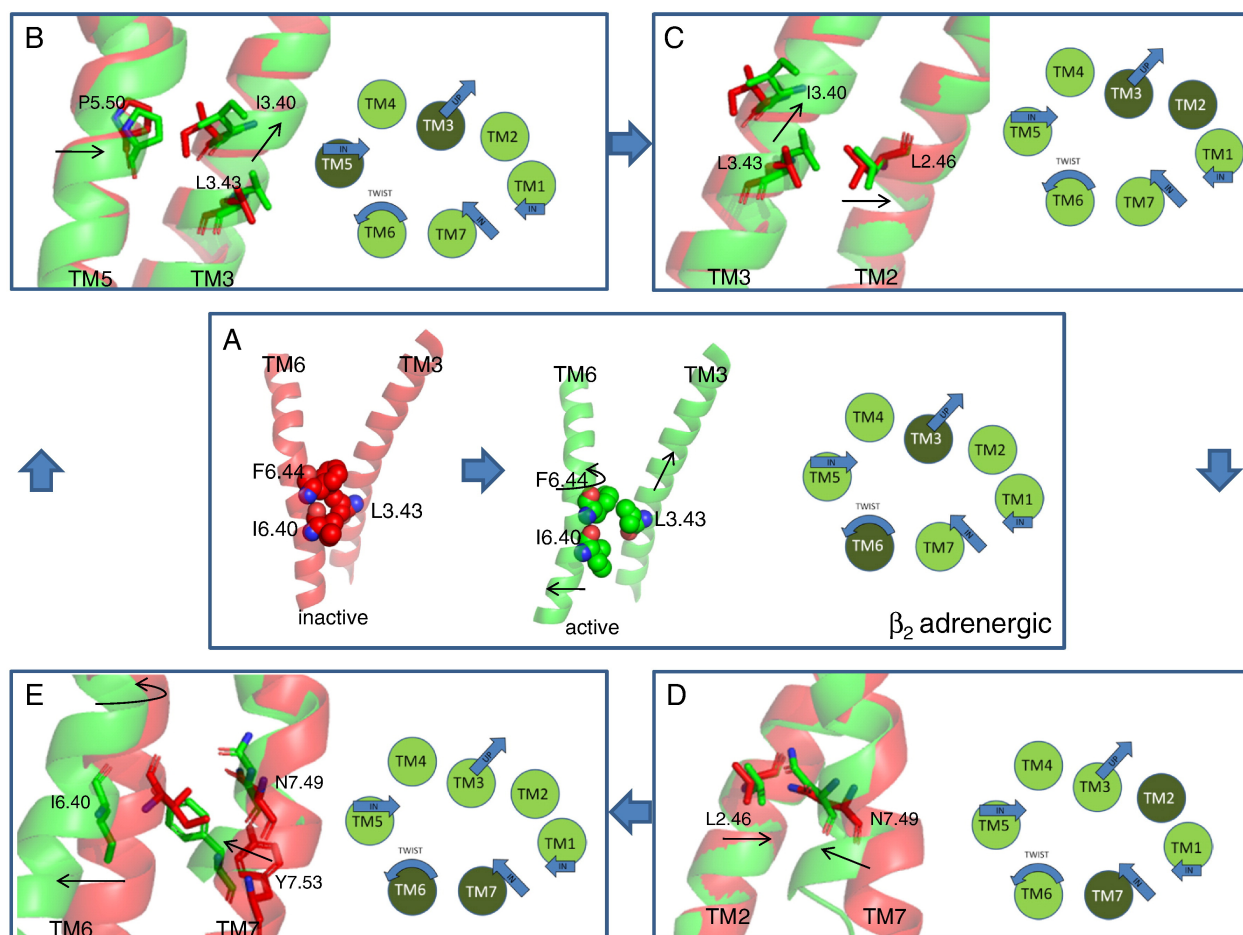 B
P5.50
I3.40
L3.43
TM5
TM3
TM4
TM3
UP
TM2
TM5
IN
TM1
IN
TWIST
TM6
TM7
IN
C
I3.40
L3.43
L2.46
TM3
TM2
TM4
TM3
UP
TM2
TM5
IN
TM1
IN
TWIST
TM6
TM7
IN
A
TM6
TM3
F6.44
L3.43
I6.40
inactive
TM6
TM3
F6.44
L3.43
I6.40
active
TM4
TM3
UP
TM2
TM5
IN
TM1
IN
TWIST
TM6
TM7
IN
β2 adrenergic
E
I6.40
N7.49
Y7.53
TM6
TM7
TM4
TM3
UP
TM2
TM5
IN
TM1
IN
TWIST
TM6
TM7
IN
D
L2.46
N7.49
TM2
TM7
TM4
TM3
UP
TM2
TM5
IN
TM1
IN
TWIST
TM6
TM7
IN